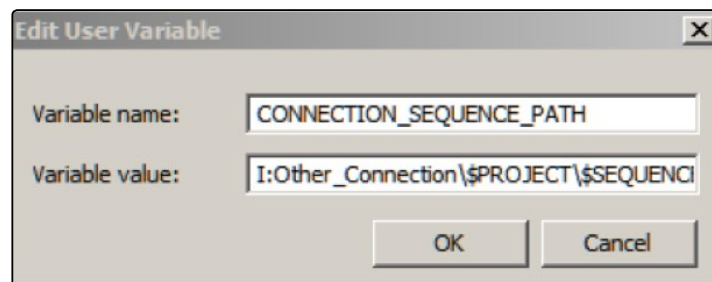 Edit User Variable
Variable name: CONNECTION_SEQUENCE_PATH
Variable value: I:Other_Connection\$PROJECT\$SEQUENC
OK Cancel